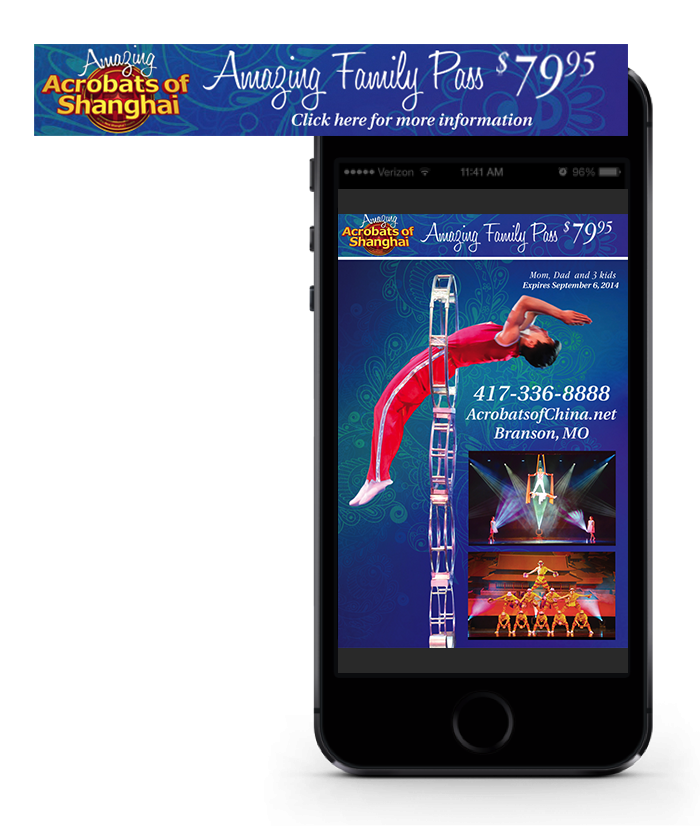 Amazing
Acrobats of
Shanghai
Amazing Family Pass $79.95
Click here for more information
Verizon 11:41 AM 96%
Amazing
Acrobats of
Shanghai
Amazing Family Pass $79.95
Mom, Dad and 3 kids
Expires September 6, 2014
417-336-8888
AcrobatsofChina.net
Branson, MO